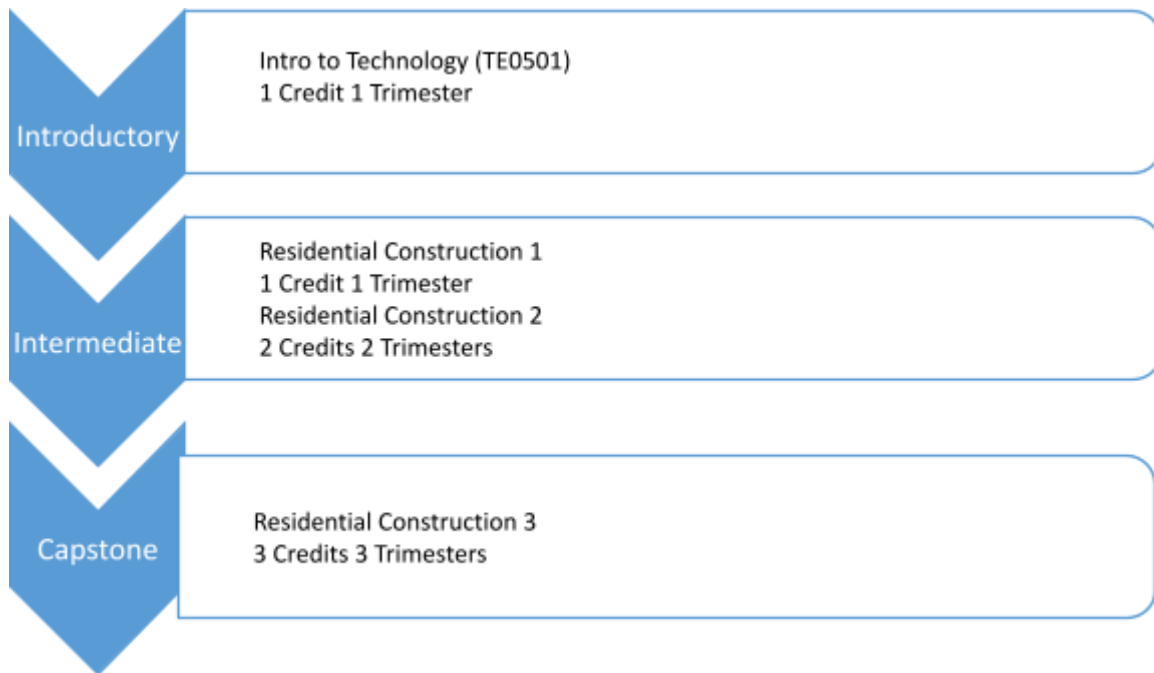 Introductory
Intro to Technology (TE0501)
1 Credit 1 Trimester
Intermediate
Residential Construction 1
1 Credit 1 Trimester
Residential Construction 2
2 Credits 2 Trimesters
Capstone
Residential Construction 3
3 Credits 3 Trimesters